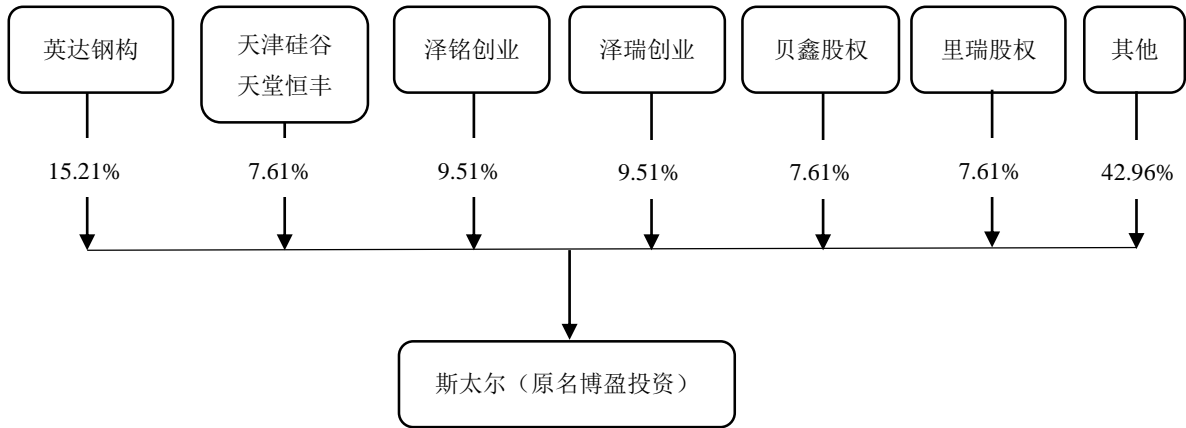 英达钢构
天津硅谷
天堂恒丰
泽铭创业
泽瑞创业
贝鑫股权
里瑞股权
其他
15.21%
7.61%
9.51%
9.51%
7.61%
7.61%
42.96%
斯太尔（原名博盈投资）